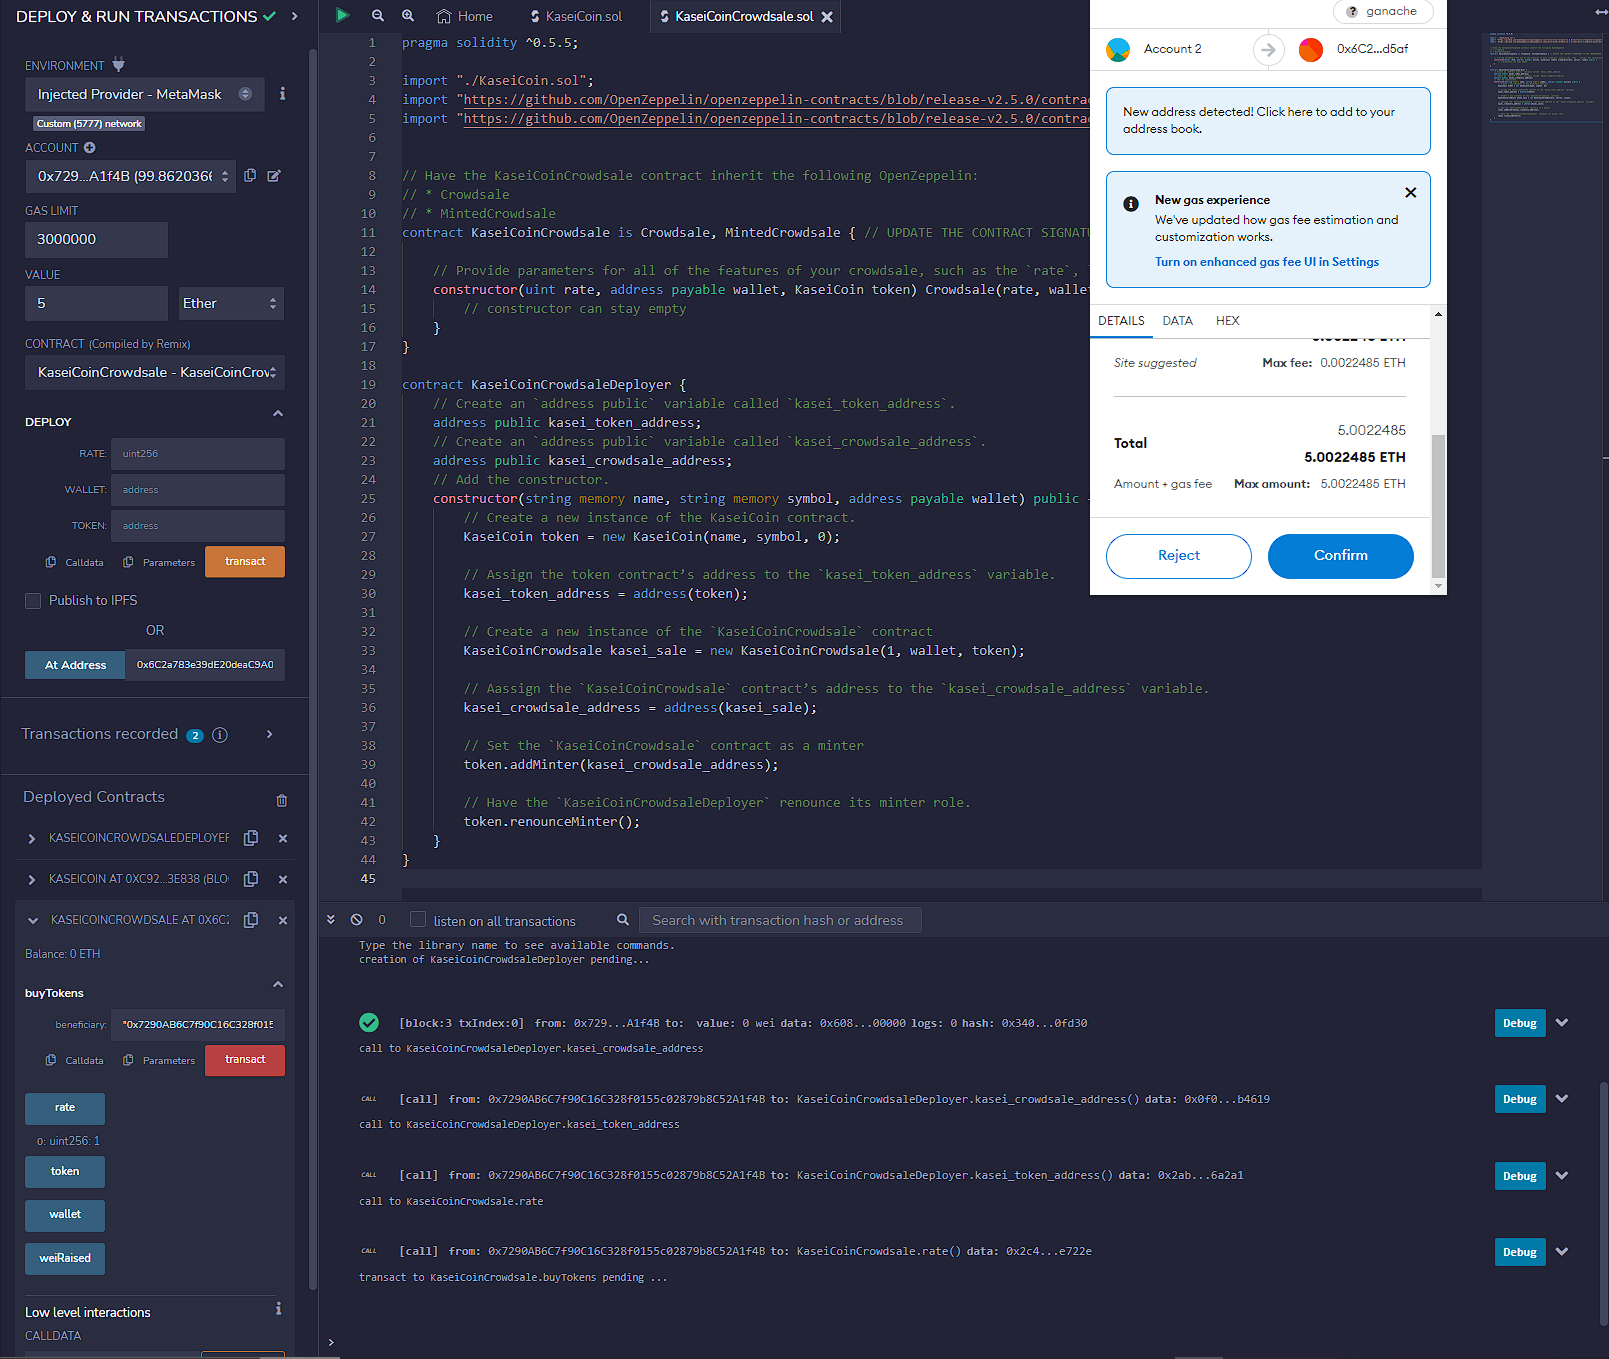 DEPLOY & RUN TRANSACTIONS
ENVIRONMENT
Injected Provider - MetaMask
Custom (5777) network
ACCOUNT
0x729...A1f4B (99.8620366
GAS LIMIT
3000000
VALUE
5
Ether
CONTRACT (Compiled by Remix)
KaseiCoinCrowdsale - KaseiCoinCrow
DEPLOY
RATE: uint256
WALLET: address
TOKEN: address
Calldata Parameters transact
Publish to IPFS
OR
At Address 0x6C2a783e39dE20deaC9A0
Transactions recorded 2
Deployed Contracts
KASEICOINCROWDSALEDEPLOYER
KASEICOIN AT 0XC92...3E838 (BLO
KASEICOINCROWDSALE AT 0X6C2
Balance: 0 ETH
buyTokens
beneficiary: "0x7290AB6C7f90C16C328f015
Calldata Parameters transact
rate
0: uint256: 1
token
wallet
weiRaised
Low level interactions
CALLDATA
Home KaseiCoin.sol KaseiCoinCrowdsale.sol
1 pragma solidity ^0.5.5;
2
3 import "./KaseiCoin.sol";
4 import "https://github.com/OpenZeppelin/openzeppelin-contracts/blob/release-v2.5.0/contrac
5 import "https://github.com/OpenZeppelin/openzeppelin-contracts/blob/release-v2.5.0/contrac
6
7
8 // Have the KaseiCoinCrowdsale contract inherit the following OpenZeppelin:
9 // * Crowdsale
10 // * MintedCrowdsale
11 contract KaseiCoinCrowdsale is Crowdsale, MintedCrowdsale { // UPDATE THE CONTRACT SIGNATU
12
13 // Provide parameters for all of the features of your crowdsale, such as the `rate`,
14 constructor(uint rate, address payable wallet, KaseiCoin token) Crowdsale(rate, wallet
15 // constructor can stay empty
16 }
17 }
18
19 contract KaseiCoinCrowdsaleDeployer {
20 // Create an `address public` variable called `kasei_token_address`.
21 address public kasei_token_address;
22 // Create an `address public` variable called `kasei_crowdsale_address`.
23 address public kasei_crowdsale_address;
24 // Add the constructor.
25 constructor(string memory name, string memory symbol, address payable wallet) public
26 // Create a new instance of the KaseiCoin contract.
27 KaseiCoin token = new KaseiCoin(name, symbol, 0);
28
29 // Assign the token contract’s address to the `kasei_token_address` variable.
30 kasei_token_address = address(token);
31
32 // Create a new instance of the `KaseiCoinCrowdsale` contract
33 KaseiCoinCrowdsale kasei_sale = new KaseiCoinCrowdsale(1, wallet, token);
34
35 // Aassign the `KaseiCoinCrowdsale` contract’s address to the `kasei_crowdsale_address` variable.
36 kasei_crowdsale_address = address(kasei_sale);
37
38 // Set the `KaseiCoinCrowdsale` contract as a minter
39 token.addMinter(kasei_crowdsale_address);
40
41 // Have the `KaseiCoinCrowdsaleDeployer` renounce its minter role.
42 token.renounceMinter();
43 }
44 }
45
ganache
Account 2 0x6C2...d5af
New address detected! Click here to add to your
address book.
New gas experience
We've updated how gas fee estimation and
customization works.
Turn on enhanced gas fee UI in Settings
DETAILS DATA HEX
Site suggested Max fee: 0.0022485 ETH
5.0022485
Total
5.0022485 ETH
Amount + gas fee Max amount: 5.0022485 ETH
Reject Confirm
0 listen on all transactions Search with transaction hash or address
Type the library name to see available commands.
creation of KaseiCoinCrowdsaleDeployer pending...
[block:3 txIndex:0] from: 0x729...A1f4B to: value: 0 wei data: 0x608...00000 logs: 0 hash: 0x340...0fd30 Debug
call to KaseiCoinCrowdsaleDeployer.kasei_crowdsale_address
CALL [call] from: 0x7290AB6C7f90C16C328f0155c02879b8C52A1f4B to: KaseiCoinCrowdsaleDeployer.kasei_crowdsale_address() data: 0x0f0...b4619 Debug
call to KaseiCoinCrowdsaleDeployer.kasei_token_address
CALL [call] from: 0x7290AB6C7f90C16C328f0155c02879b8C52A1f4B to: KaseiCoinCrowdsaleDeployer.kasei_token_address() data: 0x2ab...6a2a1 Debug
call to KaseiCoinCrowdsale.rate
CALL [call] from: 0x7290AB6C7f90C16C328f0155c02879b8C52A1f4B to: KaseiCoinCrowdsale.rate() data: 0x2c4...e722e Debug
transact to KaseiCoinCrowdsale.buyTokens pending ...
>